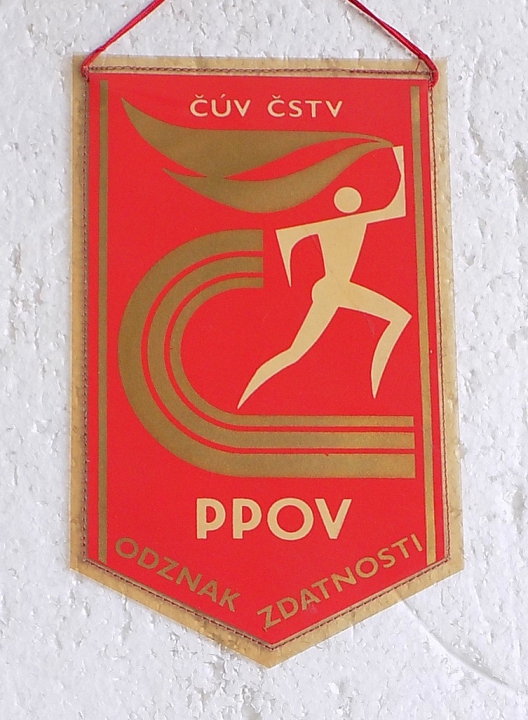 ČÚV ČSTV
PPOV
ODZNAK ZDATNOSTI